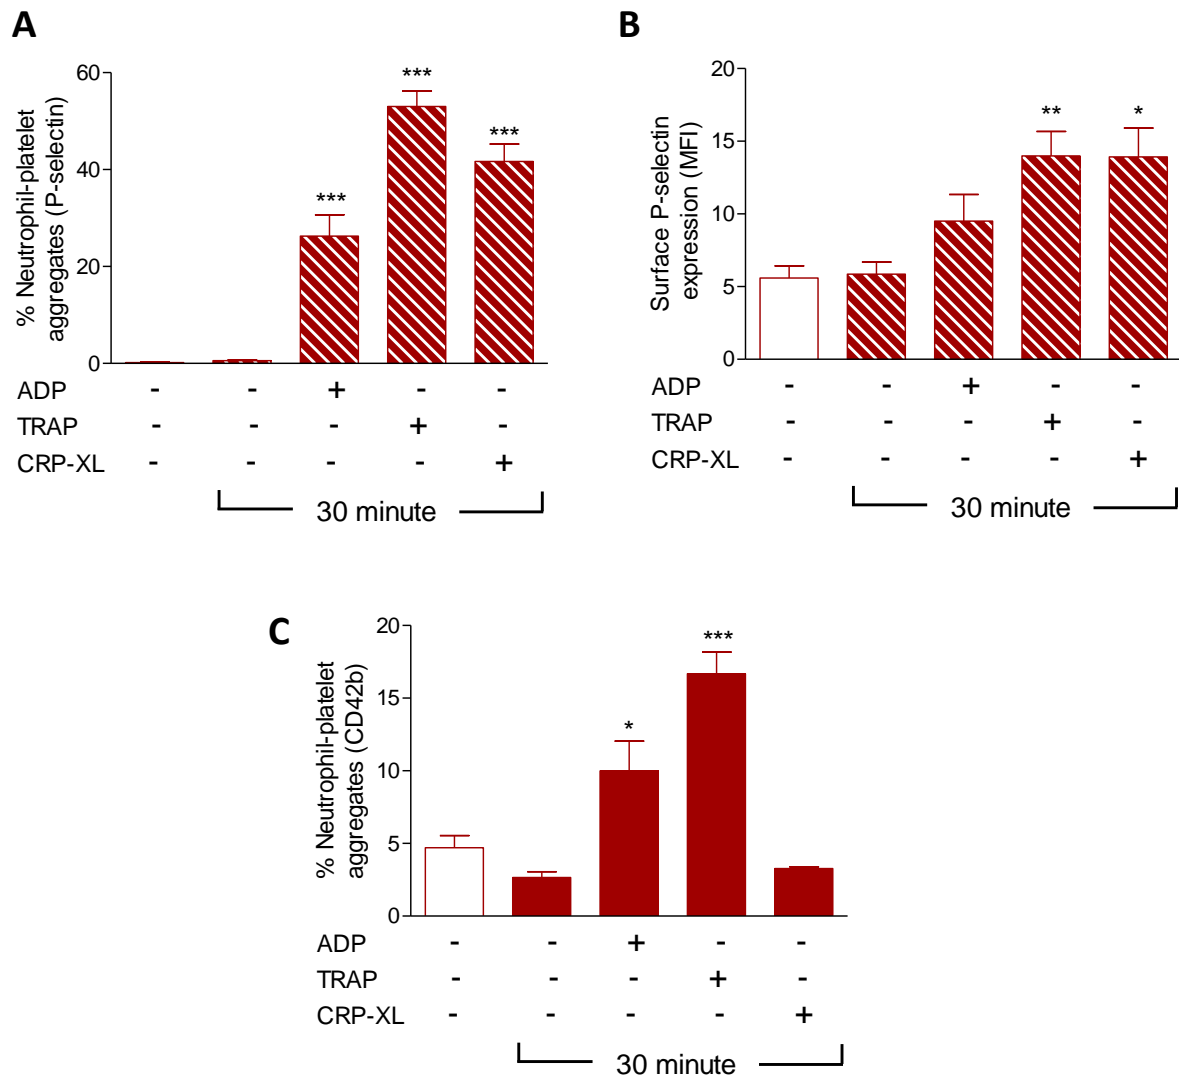 A
% Neutrophil-platelet
aggregates (P-selectin)
60
40
20
0
***
***
***
ADP - - + - -
TRAP - - - + -
CRP-XL - - - - +
30 minute
B
Surface P-selectin
expression (MFI)
20
15
10
5
0
** *
ADP - - + - -
TRAP - - - + -
CRP-XL - - - - +
30 minute
C
% Neutrophil-platelet
aggregates (CD42b)
20
15
10
5
0
***
*
ADP - - + - -
TRAP - - - + -
CRP-XL - - - - +
30 minute